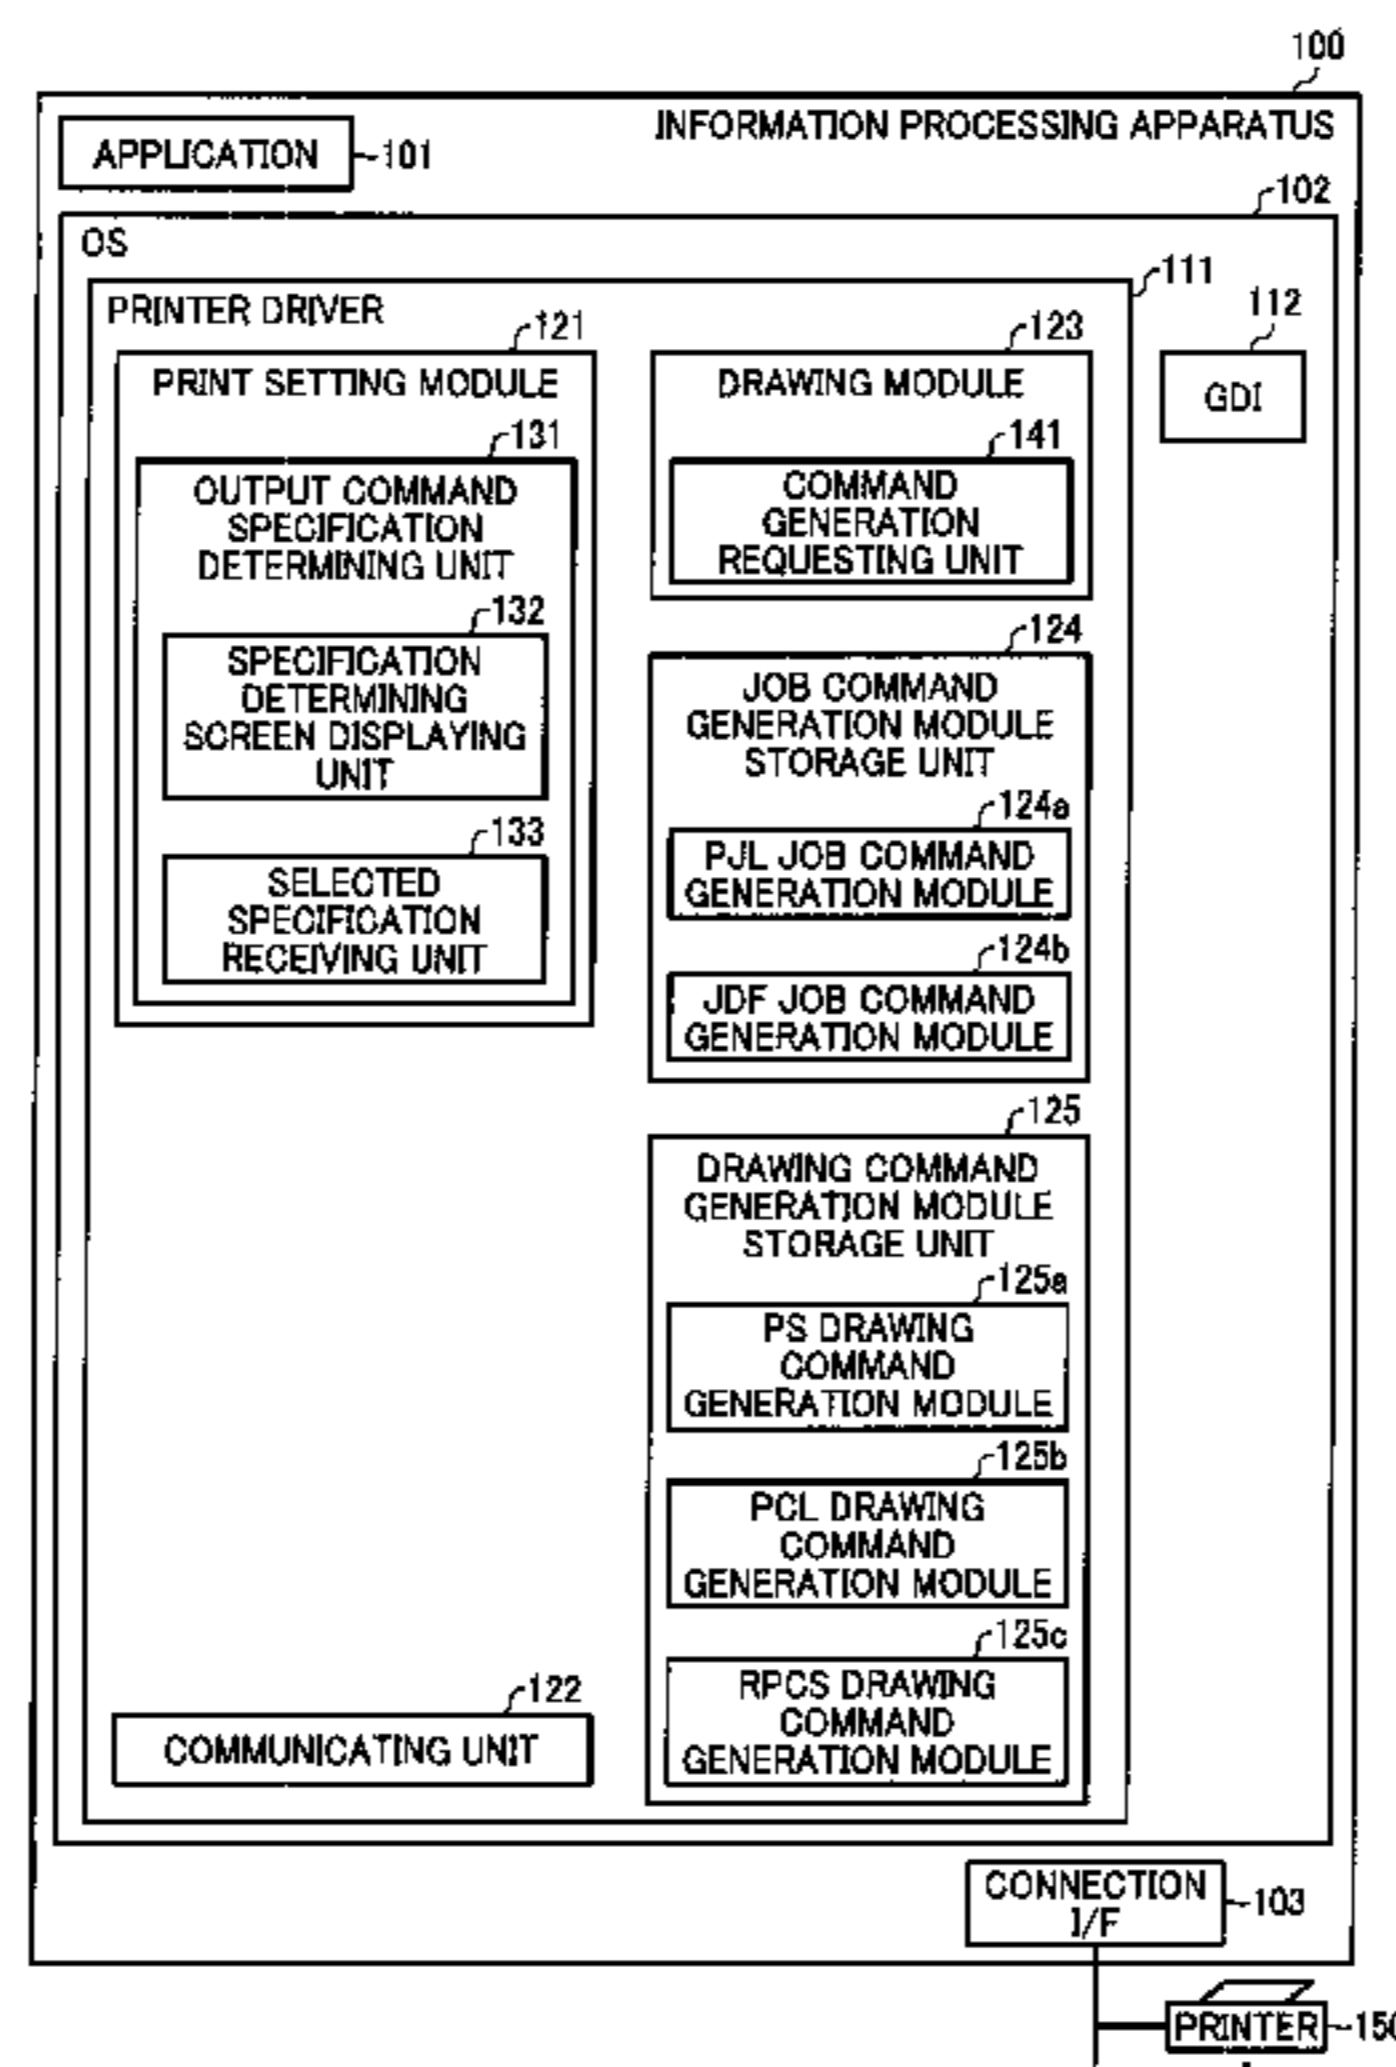 100
INFORMATION PROCESSING APPARATUS
APPLICATION
101
102
OS
111
PRINTER DRIVER
112
GDI
121
PRINT SETTING MODULE
131
OUTPUT COMMAND
SPECIFICATION
DETERMINING UNIT
132
SPECIFICATION
DETERMINING
SCREEN DISPLAYING
UNIT
133
SELECTED
SPECIFICATION
RECEIVING UNIT
123
DRAWING MODULE
141
COMMAND
GENERATION
REQUESTING UNIT
124
JOB COMMAND
GENERATION MODULE
STORAGE UNIT
124a
PJL JOB COMMAND
GENERATION MODULE
124b
JDF JOB COMMAND
GENERATION MODULE
125
DRAWING COMMAND
GENERATION MODULE
STORAGE UNIT
125a
PS DRAWING
COMMAND
GENERATION MODULE
125b
PCL DRAWING
COMMAND
GENERATION MODULE
125c
RPCS DRAWING
COMMAND
GENERATION MODULE
122
COMMUNICATING UNIT
CONNECTION
I/F
103
PRINTER
150